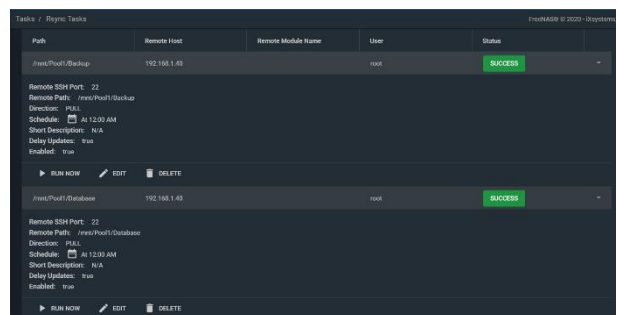 Tasks / Rsync Tasks FreeNAS® © 2020 - iXsystems,
Path Remote Host Remote Module Name User Status
/mnt/Pool1/Backup 192.168.1.43 root SUCCESS
Remote SSH Port: 22
Remote Path: /mnt/Pool1/Backup
Direction: PULL
Schedule: At 12:00 AM
Short Description: N/A
Delay Updates: true
Enabled: true
RUN NOW EDIT DELETE
/mnt/Pool1/Database 192.168.1.43 root SUCCESS
Remote SSH Port: 22
Remote Path: /mnt/Pool1/Database
Direction: PULL
Schedule: At 12:00 AM
Short Description: N/A
Delay Updates: true
Enabled: true
RUN NOW EDIT DELETE